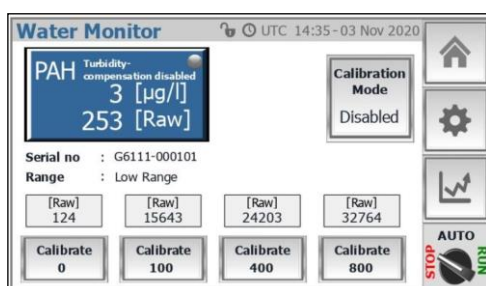 Water Monitor
UTC 14:35-03 Nov 2020
PAH Turbidity-
compensation disabled
3 [µg/l]
253 [Raw]
Calibration
Mode
Disabled
Serial no : G6111-000101
Range : Low Range
[Raw] [Raw] [Raw] [Raw]
124 15643 24203 32764
Calibrate Calibrate Calibrate Calibrate
0 100 400 800
AUTO
STOP
RUN